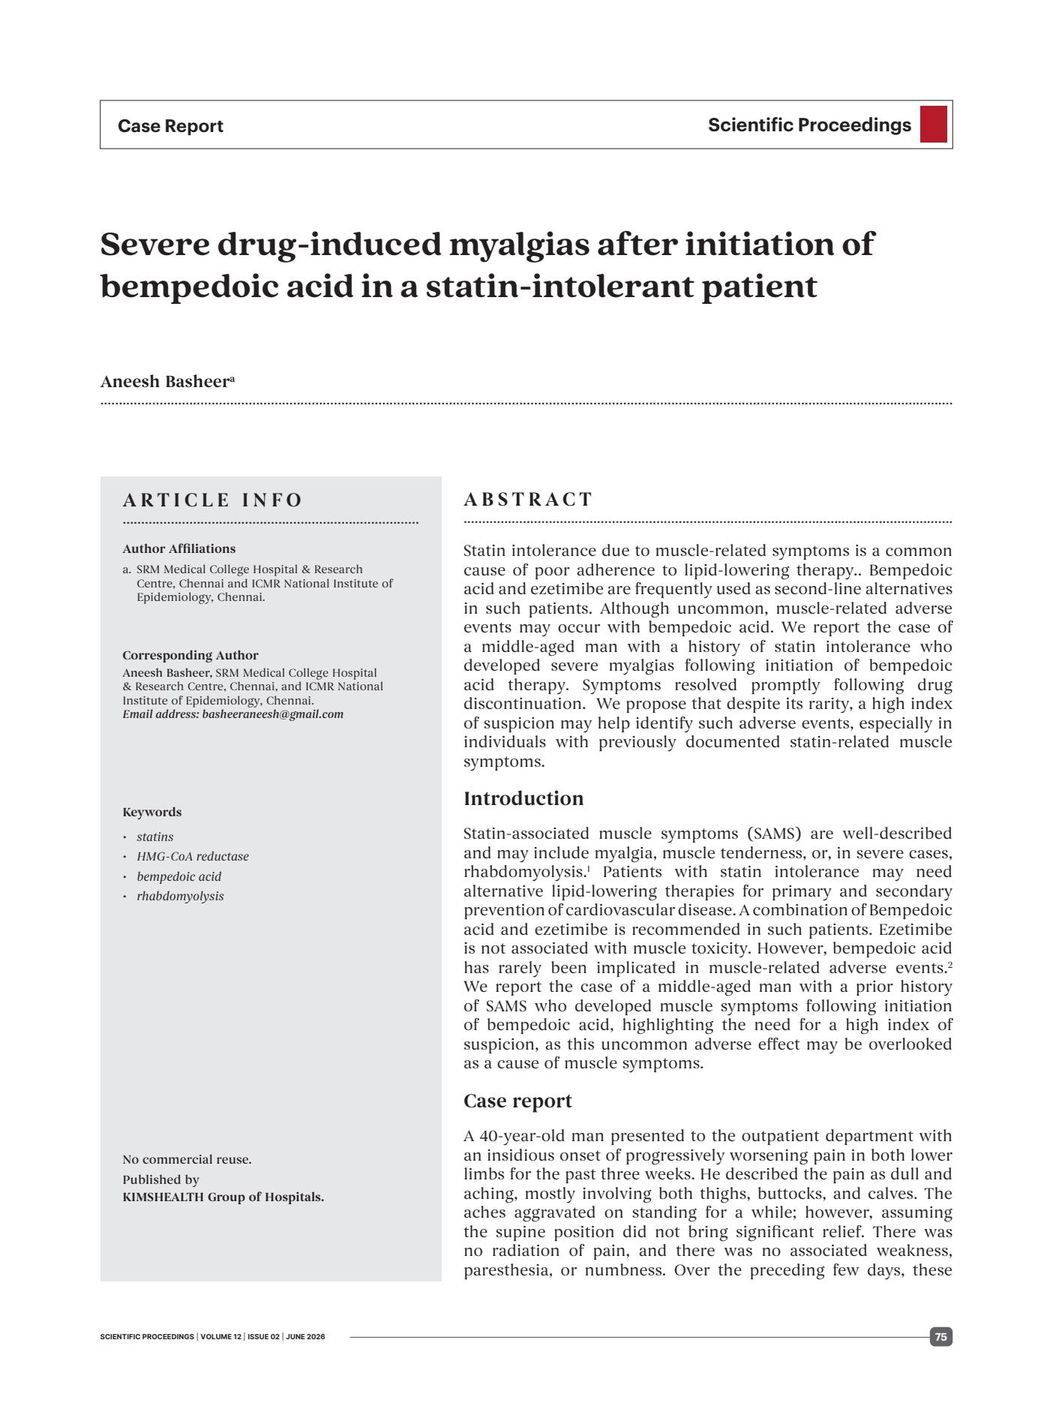 Case Report
Scientific Proceedings
Severe drug-induced myalgias after initiation of
bempedoic acid in a statin-intolerant patient
Aneesh Basheerᵃ
ARTICLE INFO
Author Affiliations
a. SRM Medical College Hospital & Research
Centre, Chennai and ICMR National Institute of
Epidemiology, Chennai.
Corresponding Author
Aneesh Basheer, SRM Medical College Hospital
& Research Centre, Chennai, and ICMR National
Institute of Epidemiology, Chennai.
Email address: basheeraneesh@gmail.com
Keywords
• statins
• HMG-CoA reductase
• bempedoic acid
• rhabdomyolysis
No commercial reuse.
Published by
KIMSHEALTH Group of Hospitals.
ABSTRACT
Statin intolerance due to muscle-related symptoms is a common
cause of poor adherence to lipid-lowering therapy.. Bempedoic
acid and ezetimibe are frequently used as second-line alternatives
in such patients. Although uncommon, muscle-related adverse
events may occur with bempedoic acid. We report the case of
a middle-aged man with a history of statin intolerance who
developed severe myalgias following initiation of bempedoic
acid therapy. Symptoms resolved promptly following drug
discontinuation. We propose that despite its rarity, a high index
of suspicion may help identify such adverse events, especially in
individuals with previously documented statin-related muscle
symptoms.
Introduction
Statin-associated muscle symptoms (SAMS) are well-described
and may include myalgia, muscle tenderness, or, in severe cases,
rhabdomyolysis.¹ Patients with statin intolerance may need
alternative lipid-lowering therapies for primary and secondary
prevention of cardiovascular disease. A combination of Bempedoic
acid and ezetimibe is recommended in such patients. Ezetimibe
is not associated with muscle toxicity. However, bempedoic acid
has rarely been implicated in muscle-related adverse events.²
We report the case of a middle-aged man with a prior history
of SAMS who developed muscle symptoms following initiation
of bempedoic acid, highlighting the need for a high index of
suspicion, as this uncommon adverse effect may be overlooked
as a cause of muscle symptoms.
Case report
A 40-year-old man presented to the outpatient department with
an insidious onset of progressively worsening pain in both lower
limbs for the past three weeks. He described the pain as dull and
aching, mostly involving both thighs, buttocks, and calves. The
aches aggravated on standing for a while; however, assuming
the supine position did not bring significant relief. There was
no radiation of pain, and there was no associated weakness,
paresthesia, or numbness. Over the preceding few days, these
SCIENTIFIC PROCEEDINGS | VOLUME 12 | ISSUE 02 | JUNE 2026
75